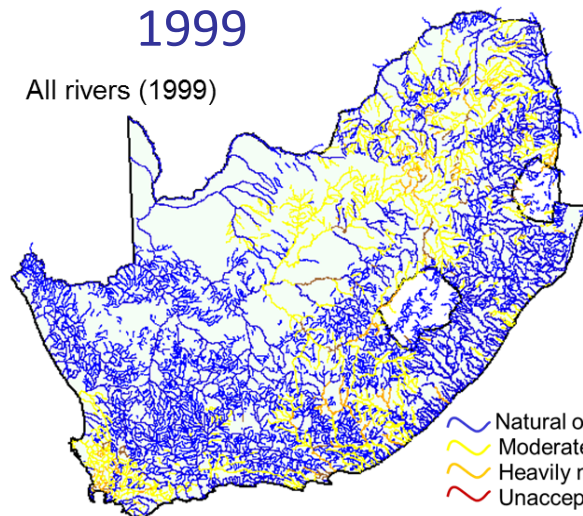 1999
All rivers (1999)
Natural o
Moderate
Heavily
Unaccep